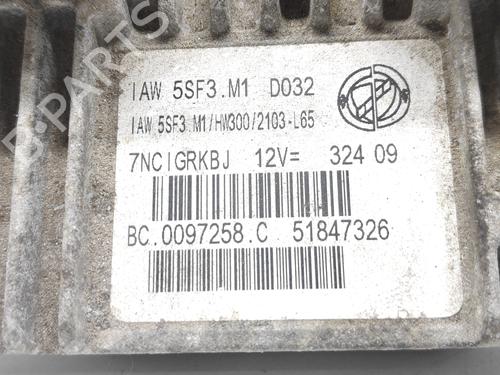 B-PARTS
IAW 5SF3.M1 D032
IAW 5SF3.M1/HW300/2103-L65
7NCIGRKBJ 12V= 324 09
BC.0097258.C 51847326